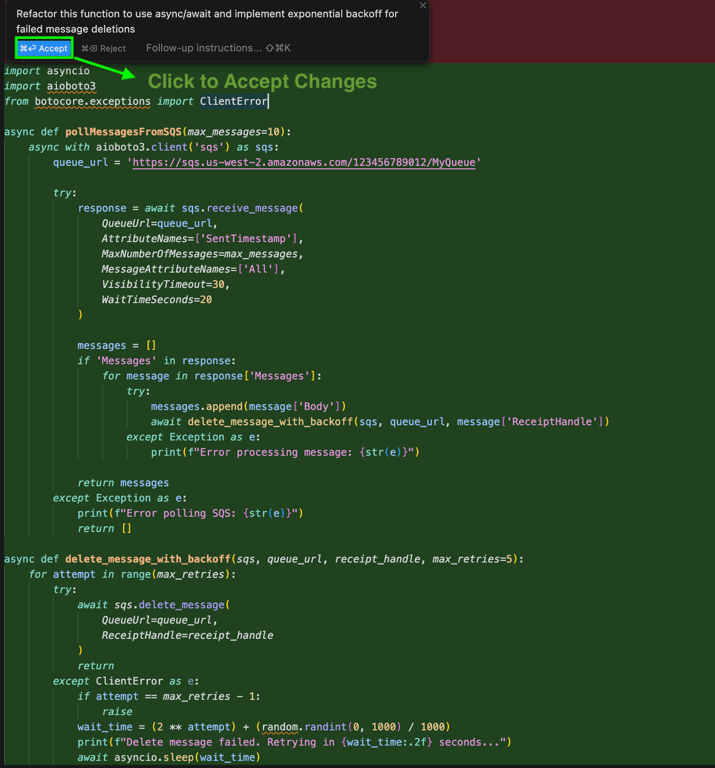 Refactor this function to use async/await and implement exponential backoff for
failed message deletions
⌘⏎ Accept ⌘⌫ Reject Follow-up instructions... ⇧⌘K
Click to Accept Changes
import asyncio
import aioboto3
from botocore.exceptions import ClientError
async def pollMessagesFromSQS(max_messages=10):
    async with aioboto3.client('sqs') as sqs:
        queue_url = 'https://sqs.us-west-2.amazonaws.com/123456789012/MyQueue'
        try:
            response = await sqs.receive_message(
                QueueUrl=queue_url,
                AttributeNames=['SentTimestamp'],
                MaxNumberOfMessages=max_messages,
                MessageAttributeNames=['All'],
                VisibilityTimeout=30,
                WaitTimeSeconds=20
            )
            messages = []
            if 'Messages' in response:
                for message in response['Messages']:
                    try:
                        messages.append(message['Body'])
                        await delete_message_with_backoff(sqs, queue_url, message['ReceiptHandle'])
                    except Exception as e:
                        print(f"Error processing message: {str(e)}")
            return messages
        except Exception as e:
            print(f"Error polling SQS: {str(e)}")
            return []
async def delete_message_with_backoff(sqs, queue_url, receipt_handle, max_retries=5):
    for attempt in range(max_retries):
        try:
            await sqs.delete_message(
                QueueUrl=queue_url,
                ReceiptHandle=receipt_handle
            )
            return
        except ClientError as e:
            if attempt == max_retries - 1:
                raise
            wait_time = (2 ** attempt) + (random.randint(0, 1000) / 1000)
            print(f"Delete message failed. Retrying in {wait_time:.2f} seconds...")
            await asyncio.sleep(wait_time)